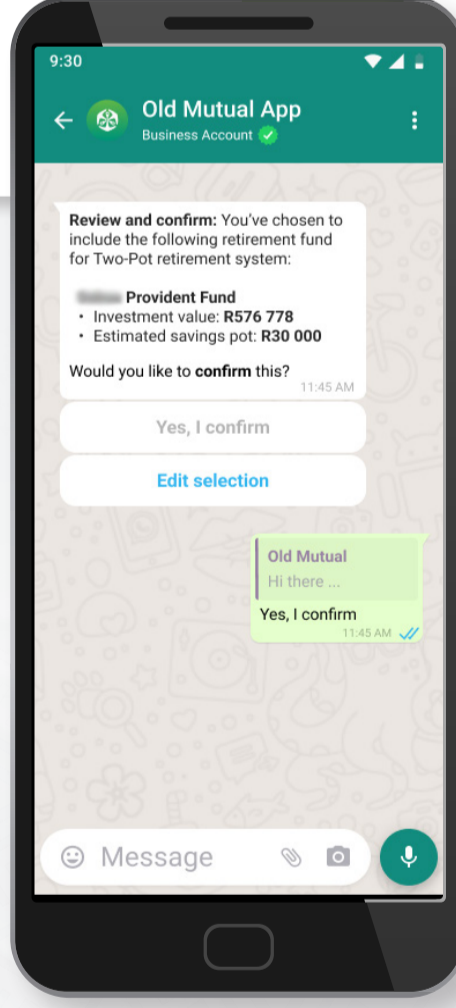 9:30
Old Mutual App
Business Account
Review and confirm: You've chosen to
include the following retirement fund
for Two-Pot retirement system:
Provident Fund
• Investment value: R576 778
• Estimated savings pot: R30 000
Would you like to confirm this?
11:45 AM
Yes, I confirm
Edit selection
Old Mutual
Hi there ...
Yes, I confirm
11:45 AM
Message